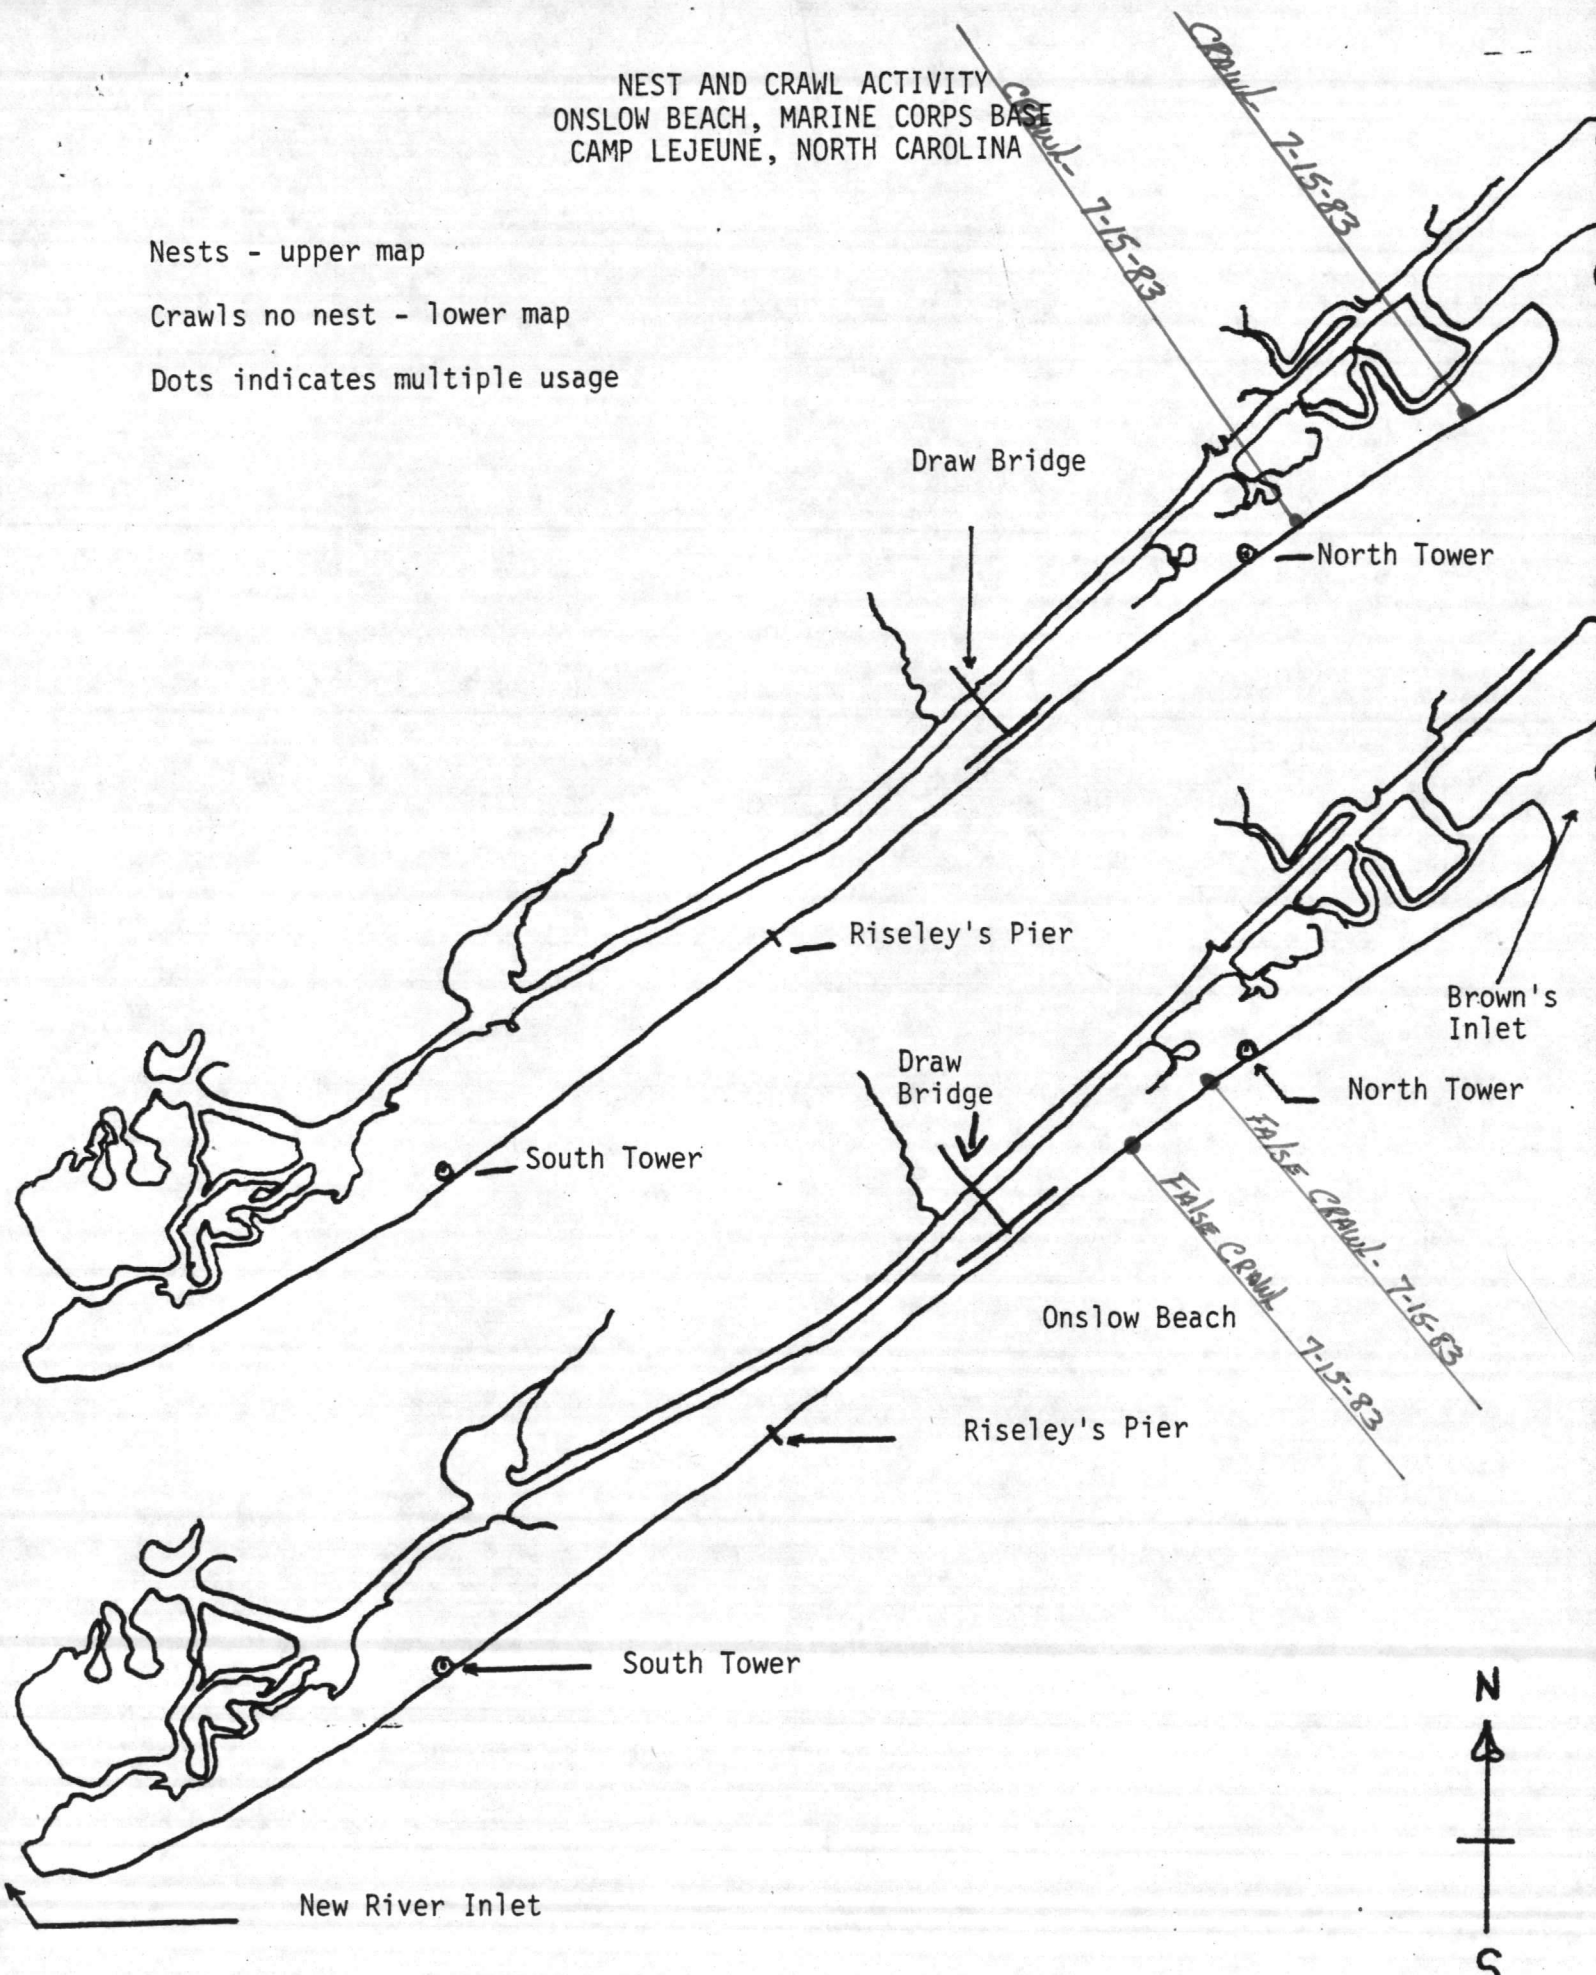 NEST AND CRAWL ACTIVITY
ONSLOW BEACH, MARINE CORPS BASE
CAMP LEJEUNE, NORTH CAROLINA
CRAWL- 7-15-83
CRAWL- 7-15-83
Nests - upper map
Crawls no nest - lower map
Dots indicates multiple usage
Draw Bridge
North Tower
Riseley's Pier
South Tower
Brown's
Inlet
Draw
Bridge
North Tower
FALSE CRAWL- 7-15-83
FALSE CRAWL 7-15-83
Onslow Beach
Riseley's Pier
South Tower
New River Inlet
N
S